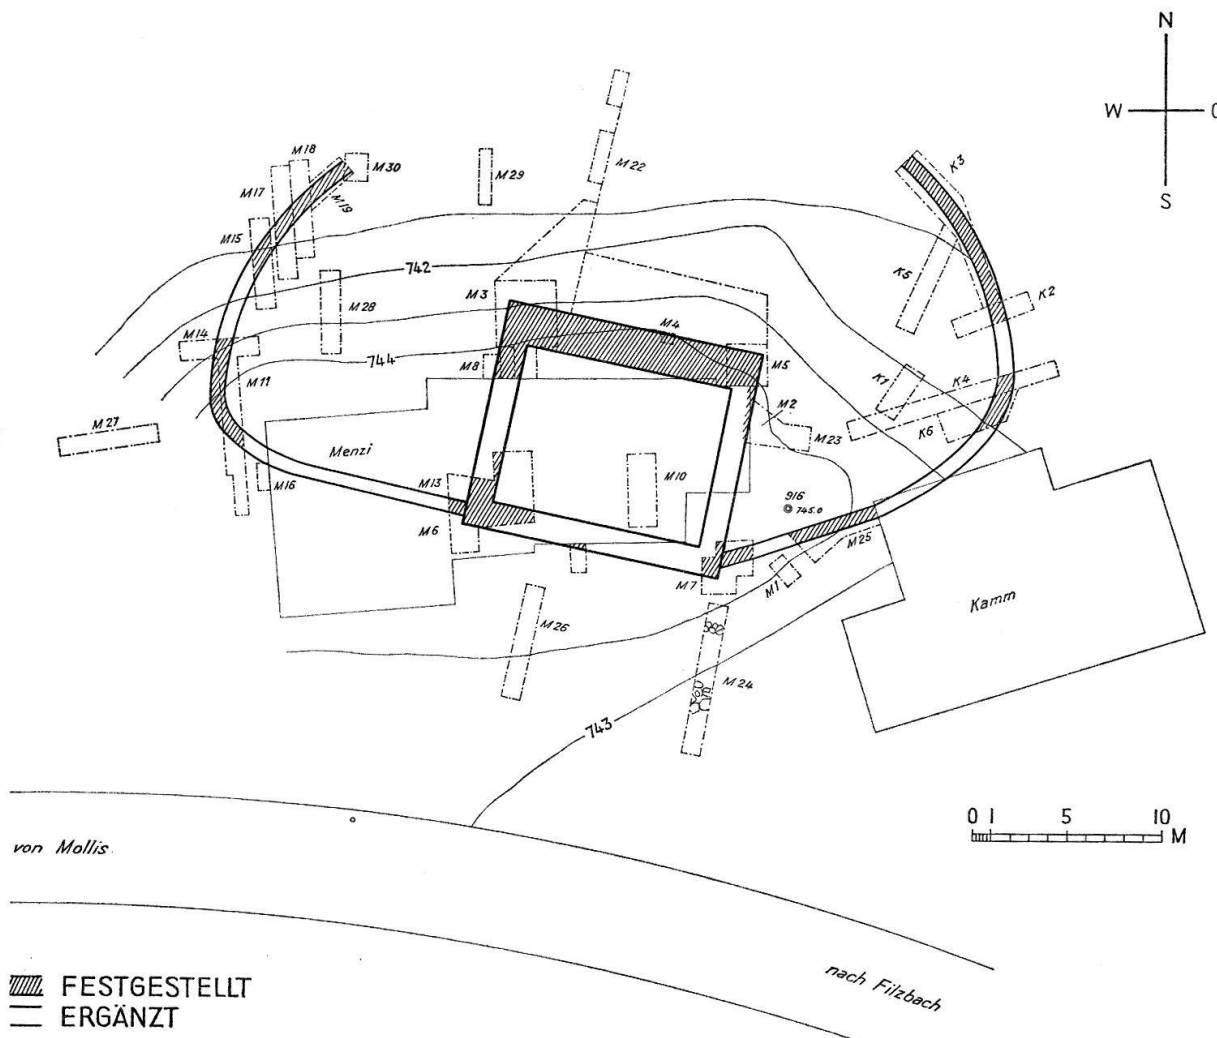 N
W
O
S
M18
M30
M17
M19
M15
M29
M22
K3
K5
K2
742
M3
M28
M4
M14
744
M8
M5
M11
M2
K1
K4
K6
M27
M23
Menzi
M13
M10
M16
916
745.0
M6
M25
M7
M1
Kamm
M26
M24
743
0 1 5 10
M
von Mollis
nach Filzbach
FESTGESTELLT
ERGÄNZT